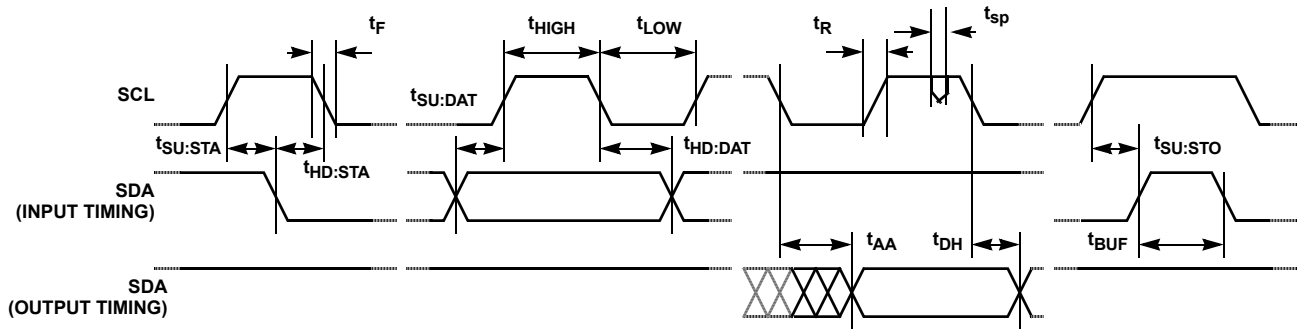 tF
tHIGH
tLOW
tR
tsp
SCL
tSU:DAT
tSU:STA
tHD:STA
tHD:DAT
tSU:STO
SDA
(INPUT TIMING)
tAA
tDH
tBUF
SDA
(OUTPUT TIMING)